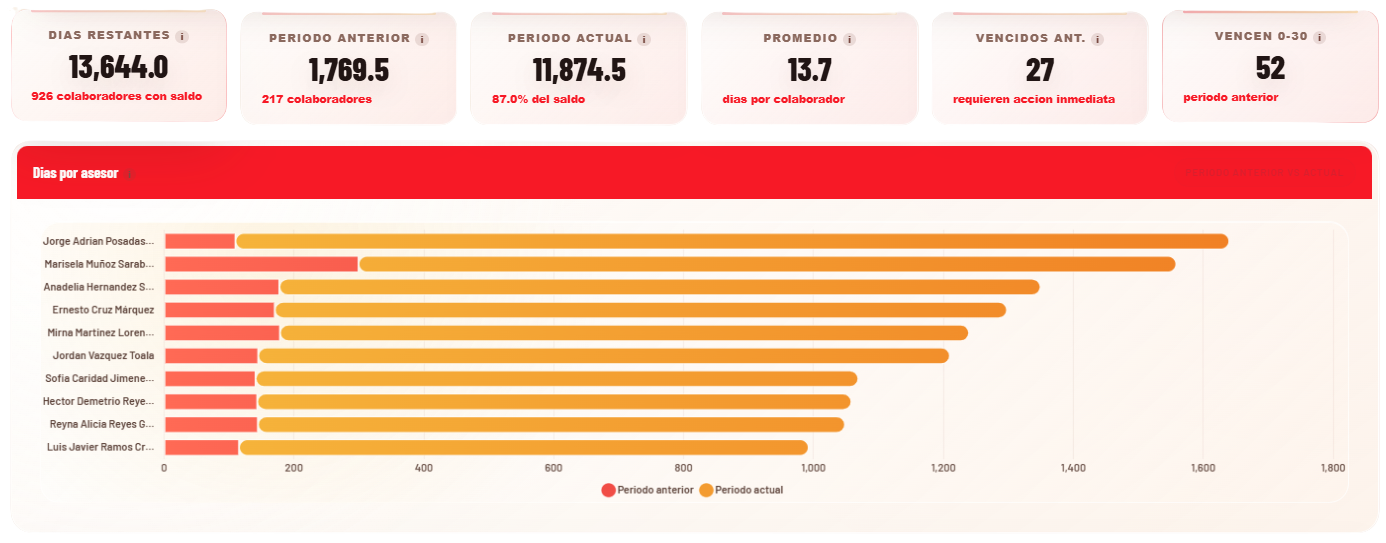 DIAS RESTANTES i
13,644.0
926 colaboradores con saldo
PERIODO ANTERIOR i
1,769.5
217 colaboradores
PERIODO ACTUAL i
11,874.5
87.0% del saldo
PROMEDIO i
13.7
dias por colaborador
VENCIDOS ANT. i
27
requieren accion inmediata
VENCEN 0-30 i
52
periodo anterior
Dias por asesor
Jorge Adrian Posadas...
Marisela Muñoz Sarab...
Anadelia Hernandez S...
Ernesto Cruz Márquez
Mirna Martinez Loren...
Jordan Vazquez Toala
Sofia Caridad Jimene...
Hector Demetrio Reye...
Reyna Alicia Reyes G...
Luis Javier Ramos Cr...
0 200 400 600 800 1,000 1,200 1,400 1,600 1,800
Periodo anterior Periodo actual